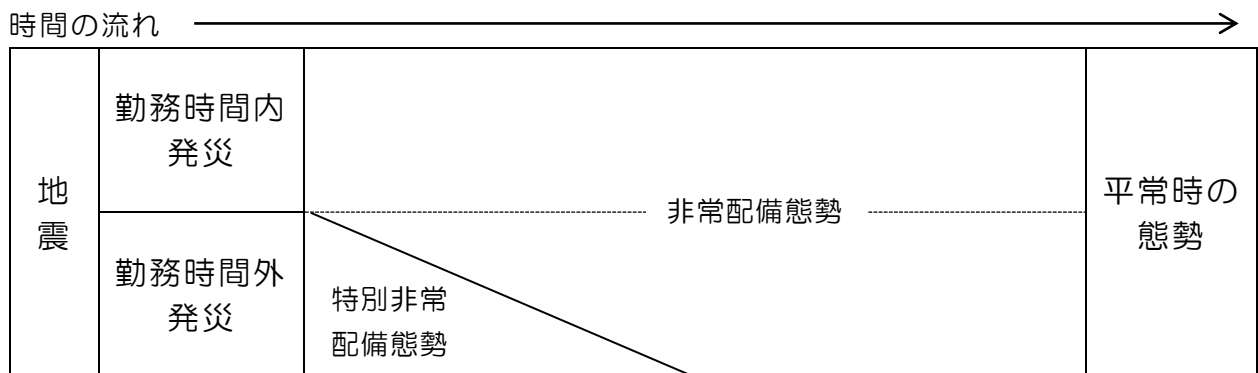 時間の流れ
地
震
勤務時間内
発災
勤務時間外
発災
非常配備態勢
特別非常
配備態勢
平常時の
態勢